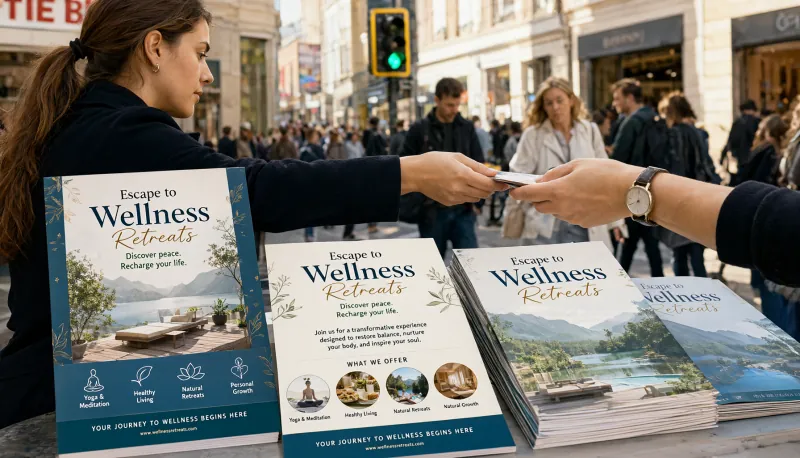 TIE B
Escape to
Wellness
Retreats
Discover peace.
Recharge your life.
Yoga &
Meditation
Healthy
Living
Natural
Retreats
Personal
Growth
YOUR JOURNEY TO WELLNESS BEGINS HERE
www.wellnessretreats.com
Escape to
Wellness
Retreats
Discover peace.
Recharge your life.
Join us for a transformative experience
designed to restore balance, nurture
your body, and inspire your soul.
WHAT WE OFFER
Yoga & Meditation
Healthy Living
Natural Retreats
Natural Growth
YOUR JOURNEY TO WELLNESS BEGINS HERE
www.wellnessretreats.com
Escape to
Wellness
Retreats
Escape to
Wellness
Retreats